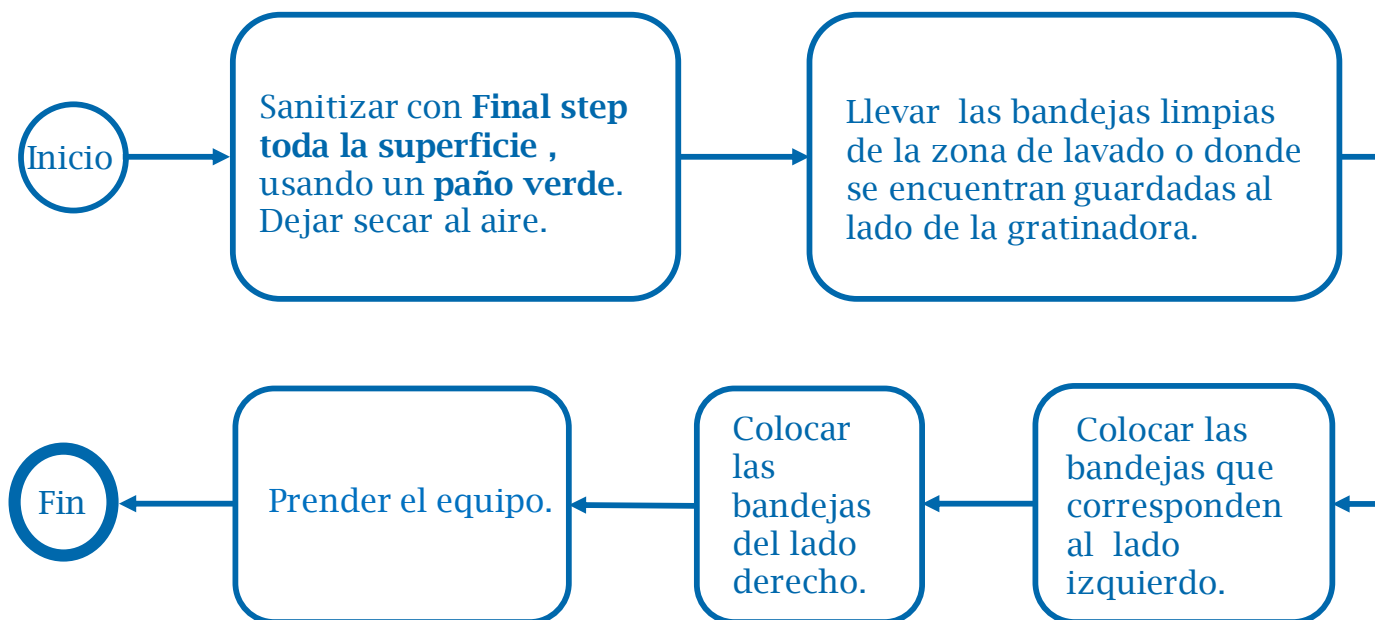 Inicio
Sanitizar con Final step
toda la superficie ,
usando un paño verde.
Dejar secar al aire.
Llevar  las bandejas limpias
de la zona de lavado o donde
se encuentran guardadas al
lado de la gratinadora.
Colocar las
bandejas que
corresponden
al  lado
izquierdo.
Colocar
las
bandejas
del lado
derecho.
Prender el equipo.
Fin